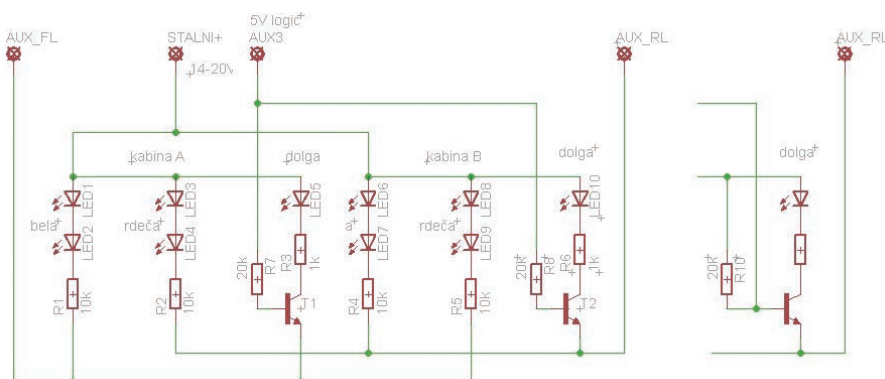 5V logic
AUX_FL
STALNI+
AUX3
AUX_RL
AUX_RL
14-20V
kabina A
dolga
kabina B
dolga
dolga
LED1
LED3
LED5
LED6
LED8
LED10
bela
rdeča
a
rdeča
LED2
LED4
LED7
LED9
20k
R7
R3
1k
20k
R8
R6
1k
20k
R10
R1
10k
R2
10k
T1
R4
10k
R5
10k
T2